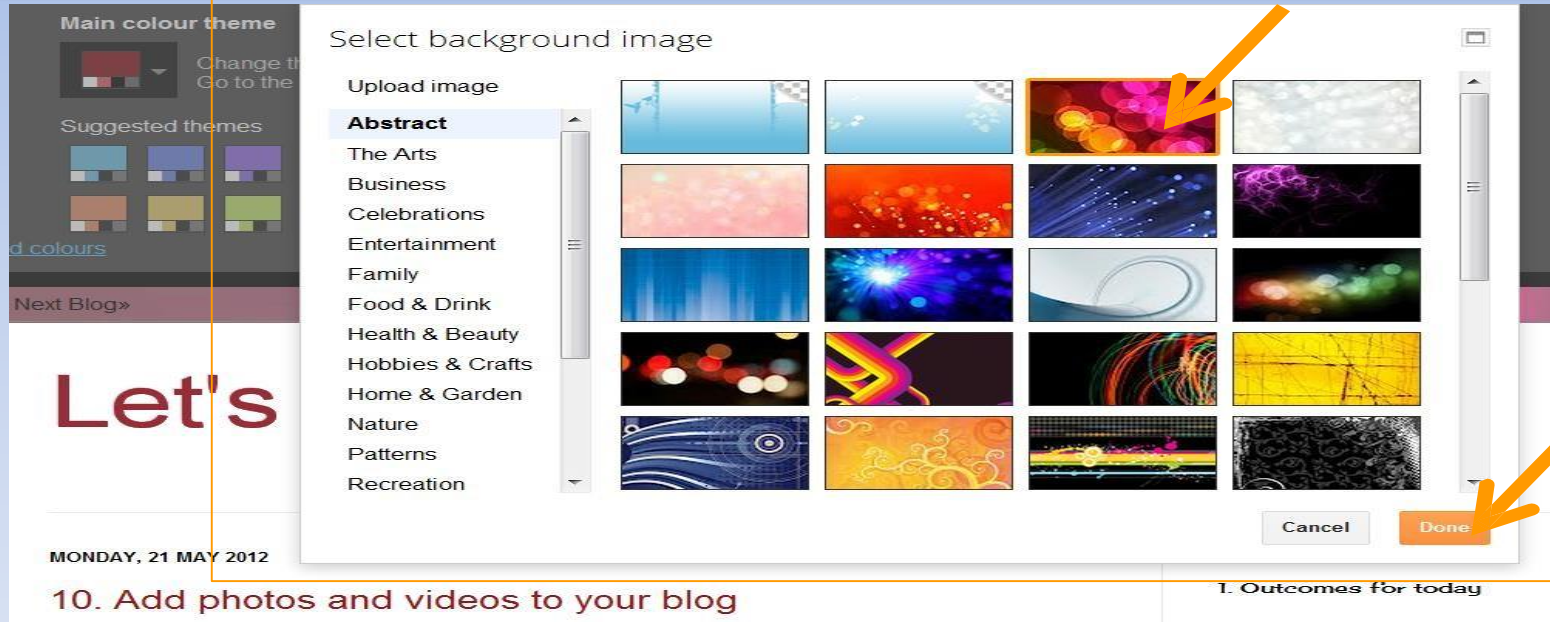 Main colour theme
Change th
Go to the
Suggested themes
d colours
Next Blog»
Let's
MONDAY, 21 MAY 2012
10. Add photos and videos to your blog
Select background image
Upload image
Abstract
The Arts
Business
Celebrations
Entertainment
Family
Food & Drink
Health & Beauty
Hobbies & Crafts
Home & Garden
Nature
Patterns
Recreation
Cancel
Done
1. Outcomes for today